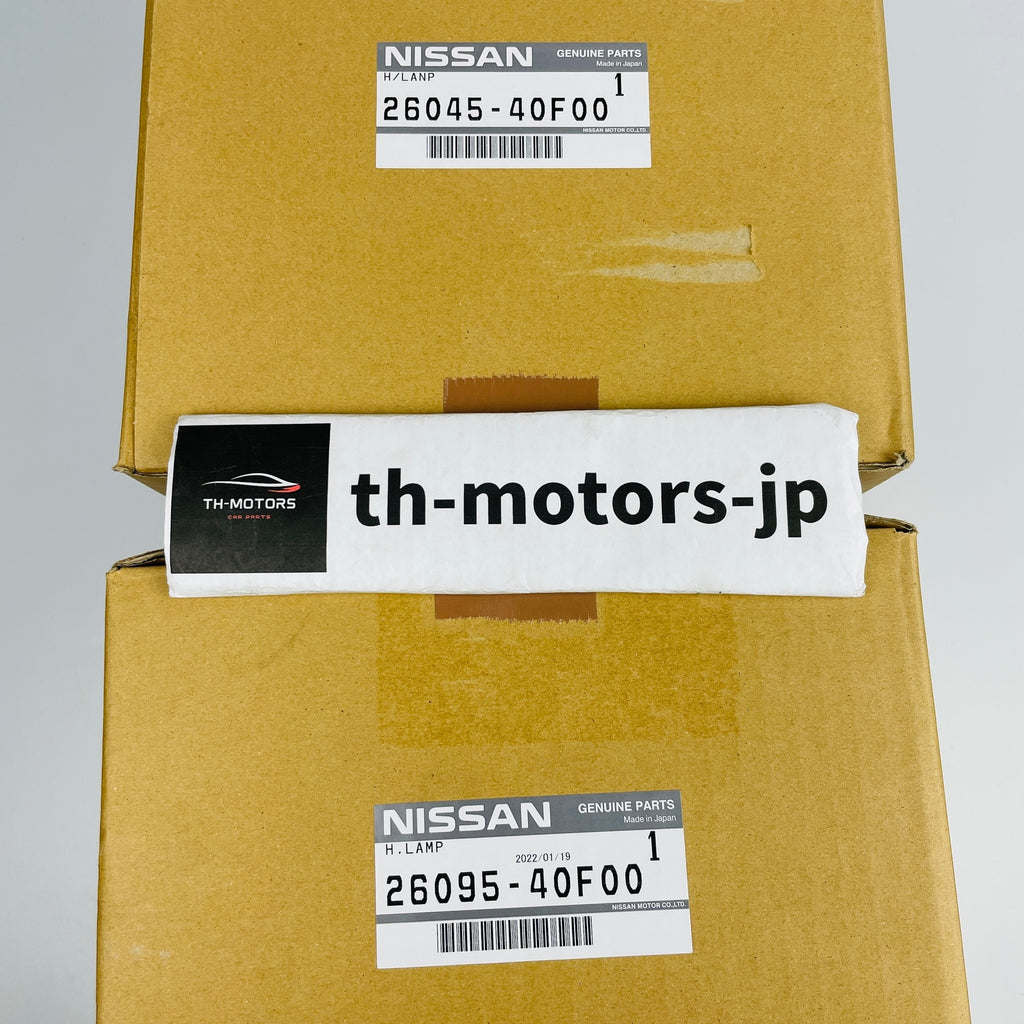 NISSAN GENUINE PARTS
Made in Japan
H/LANP
1
26045-40F00
NISSAN MOTOR CO.,LTD.
TH-MOTORS
CAR PARTS
th-motors-jp
NISSAN GENUINE PARTS
Made in Japan
H.LAMP
1
2022/01/19
26095-40F00
NISSAN MOTOR CO.,LTD.